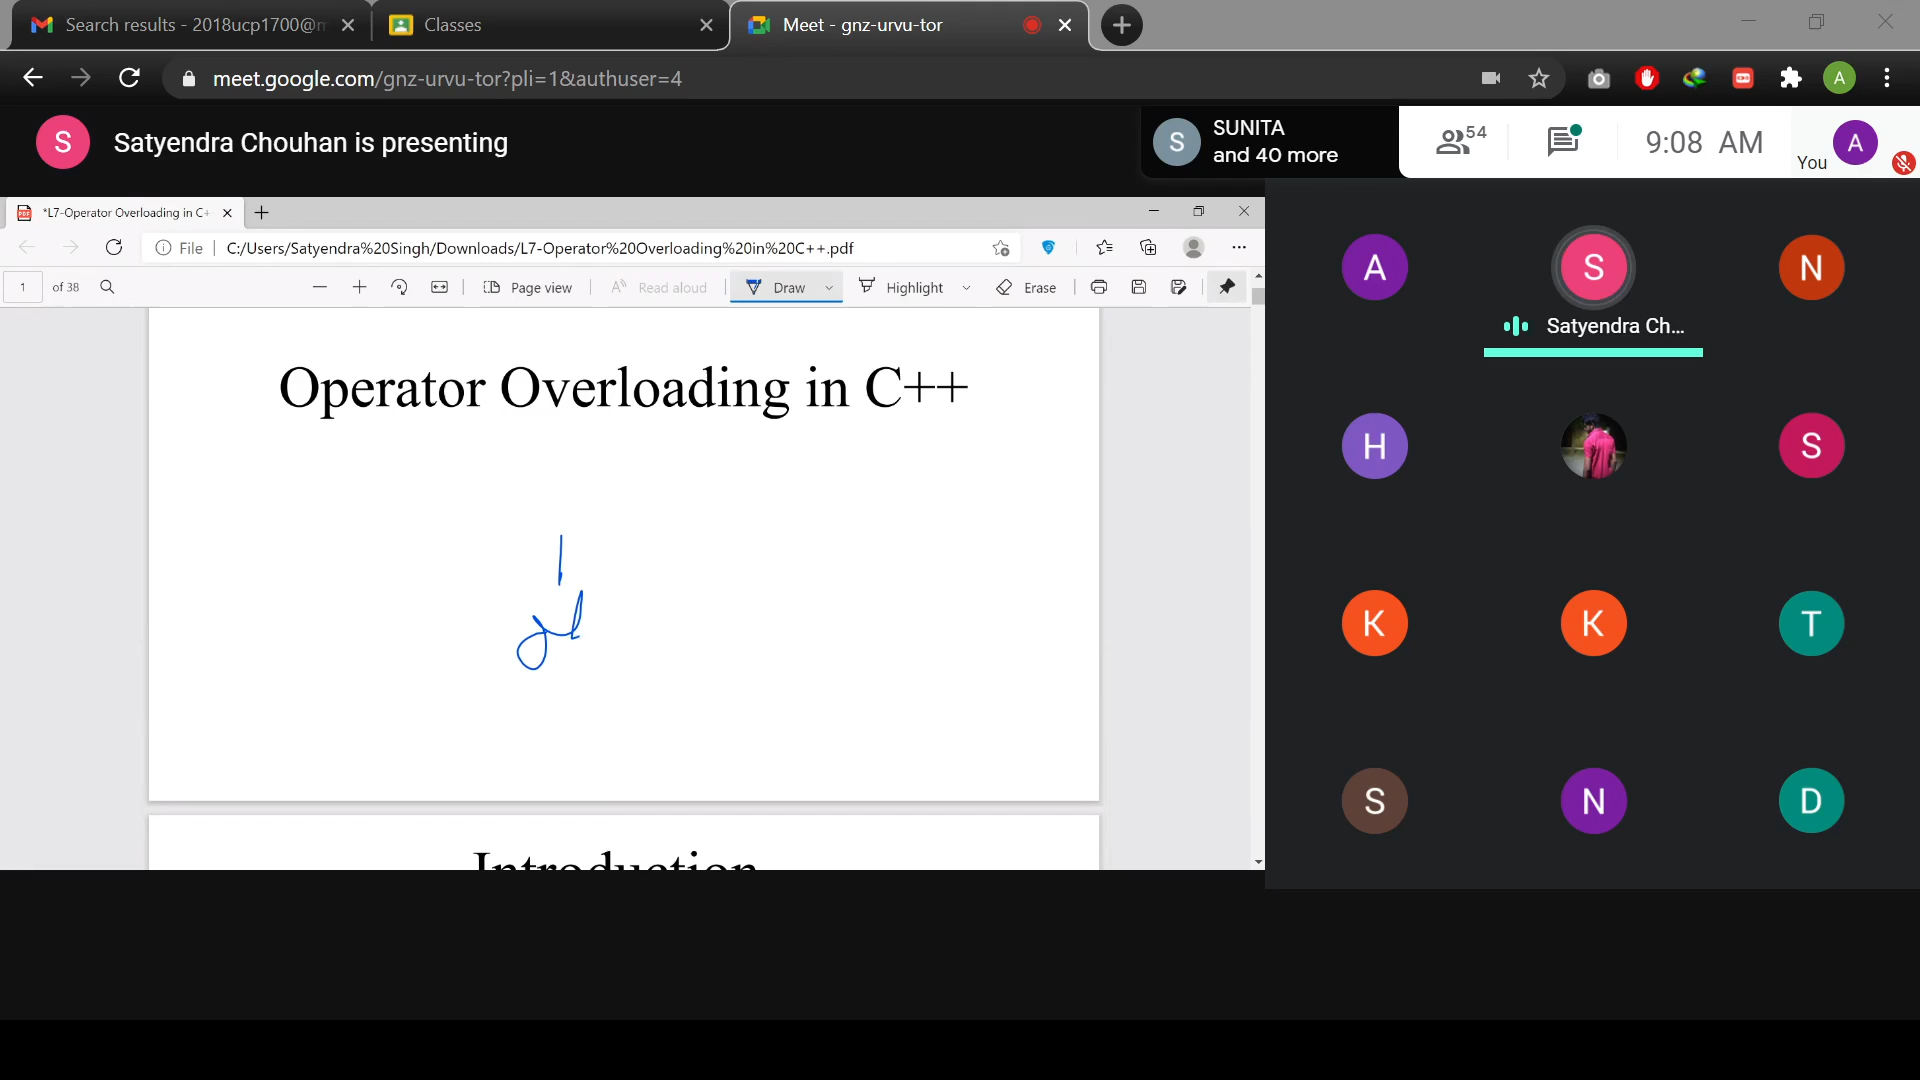 Search results - 2018ucp1700@m
Classes
Meet - gnz-urvu-tor
meet.google.com/gnz-urvu-tor?pli=1&authuser=4
A
S
Satyendra Chouhan is presenting
S
SUNITA
and 40 more
54
9:08 AM
You
A
*L7-Operator Overloading in C+
File
C:/Users/Satyendra%20Singh/Downloads/L7-Operator%20Overloading%20in%20C++.pdf
1
of 38
Page view
Read aloud
Draw
Highlight
Erase
Operator Overloading in C++
Introduction
A
S
N
Satyendra Ch...
H
S
K
K
T
S
N
D